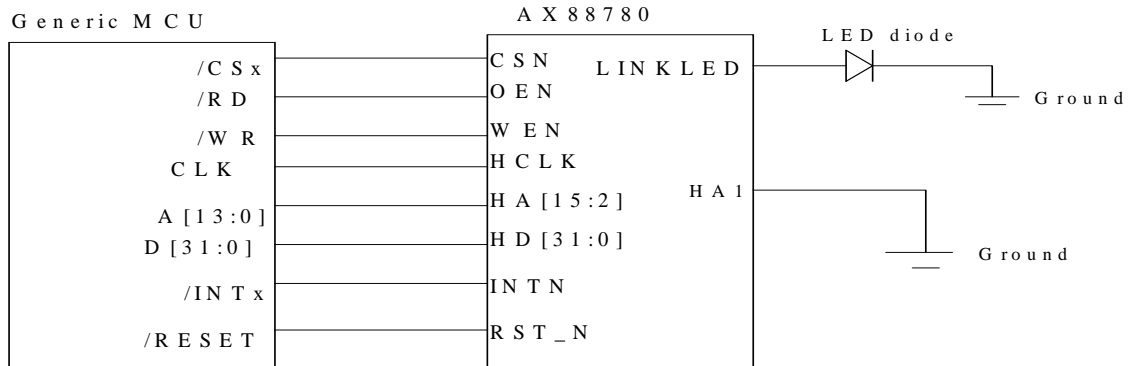 Generic MCU
AX88780
LED diode
/CSx
CSN
LINKLED
/RD
OEN
Ground
/WR
WEN
CLK
HCLK
HA1
A[13:0]
HA[15:2]
D[31:0]
HD[31:0]
Ground
/INTx
INTN
/RESET
RST_N